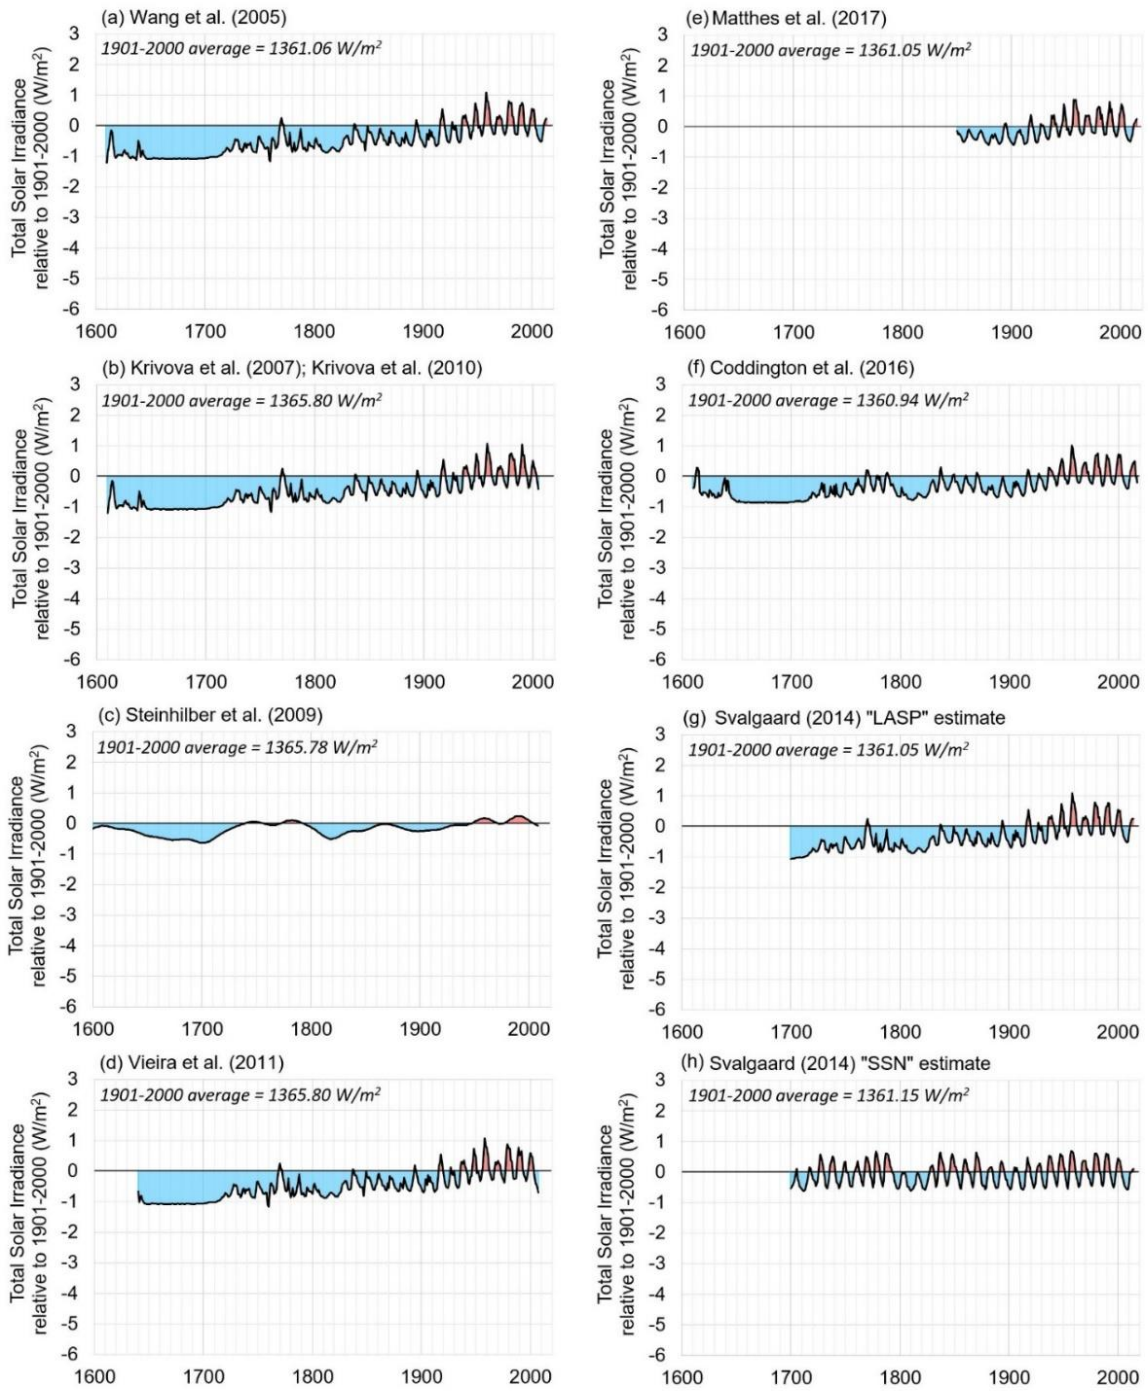 (a) Wang et al. (2005)
1901-2000 average = 1361.06 W/m²
Total Solar Irradiance
relative to 1901-2000 (W/m²)
3
2
1
0
-1
-2
-3
-4
-5
-6
1600 1700 1800 1900 2000
(b) Krivova et al. (2007); Krivova et al. (2010)
1901-2000 average = 1365.80 W/m²
Total Solar Irradiance
relative to 1901-2000 (W/m²)
3
2
1
0
-1
-2
-3
-4
-5
-6
1600 1700 1800 1900 2000
(c) Steinhilber et al. (2009)
1901-2000 average = 1365.78 W/m²
Total Solar Irradiance
relative to 1901-2000 (W/m²)
3
2
1
0
-1
-2
-3
-4
-5
-6
1600 1700 1800 1900 2000
(d) Vieira et al. (2011)
1901-2000 average = 1365.80 W/m²
Total Solar Irradiance
relative to 1901-2000 (W/m²)
3
2
1
0
-1
-2
-3
-4
-5
-6
1600 1700 1800 1900 2000
(e) Matthes et al. (2017)
1901-2000 average = 1361.05 W/m²
Total Solar Irradiance
relative to 1901-2000 (W/m²)
3
2
1
0
-1
-2
-3
-4
-5
-6
1600 1700 1800 1900 2000
(f) Coddington et al. (2016)
1901-2000 average = 1360.94 W/m²
Total Solar Irradiance
relative to 1901-2000 (W/m²)
3
2
1
0
-1
-2
-3
-4
-5
-6
1600 1700 1800 1900 2000
(g) Svalgaard (2014) "LASP" estimate
1901-2000 average = 1361.05 W/m²
Total Solar Irradiance
relative to 1901-2000 (W/m²)
3
2
1
0
-1
-2
-3
-4
-5
-6
1600 1700 1800 1900 2000
(h) Svalgaard (2014) "SSN" estimate
1901-2000 average = 1361.15 W/m²
Total Solar Irradiance
relative to 1901-2000 (W/m²)
3
2
1
0
-1
-2
-3
-4
-5
-6
1600 1700 1800 1900 2000